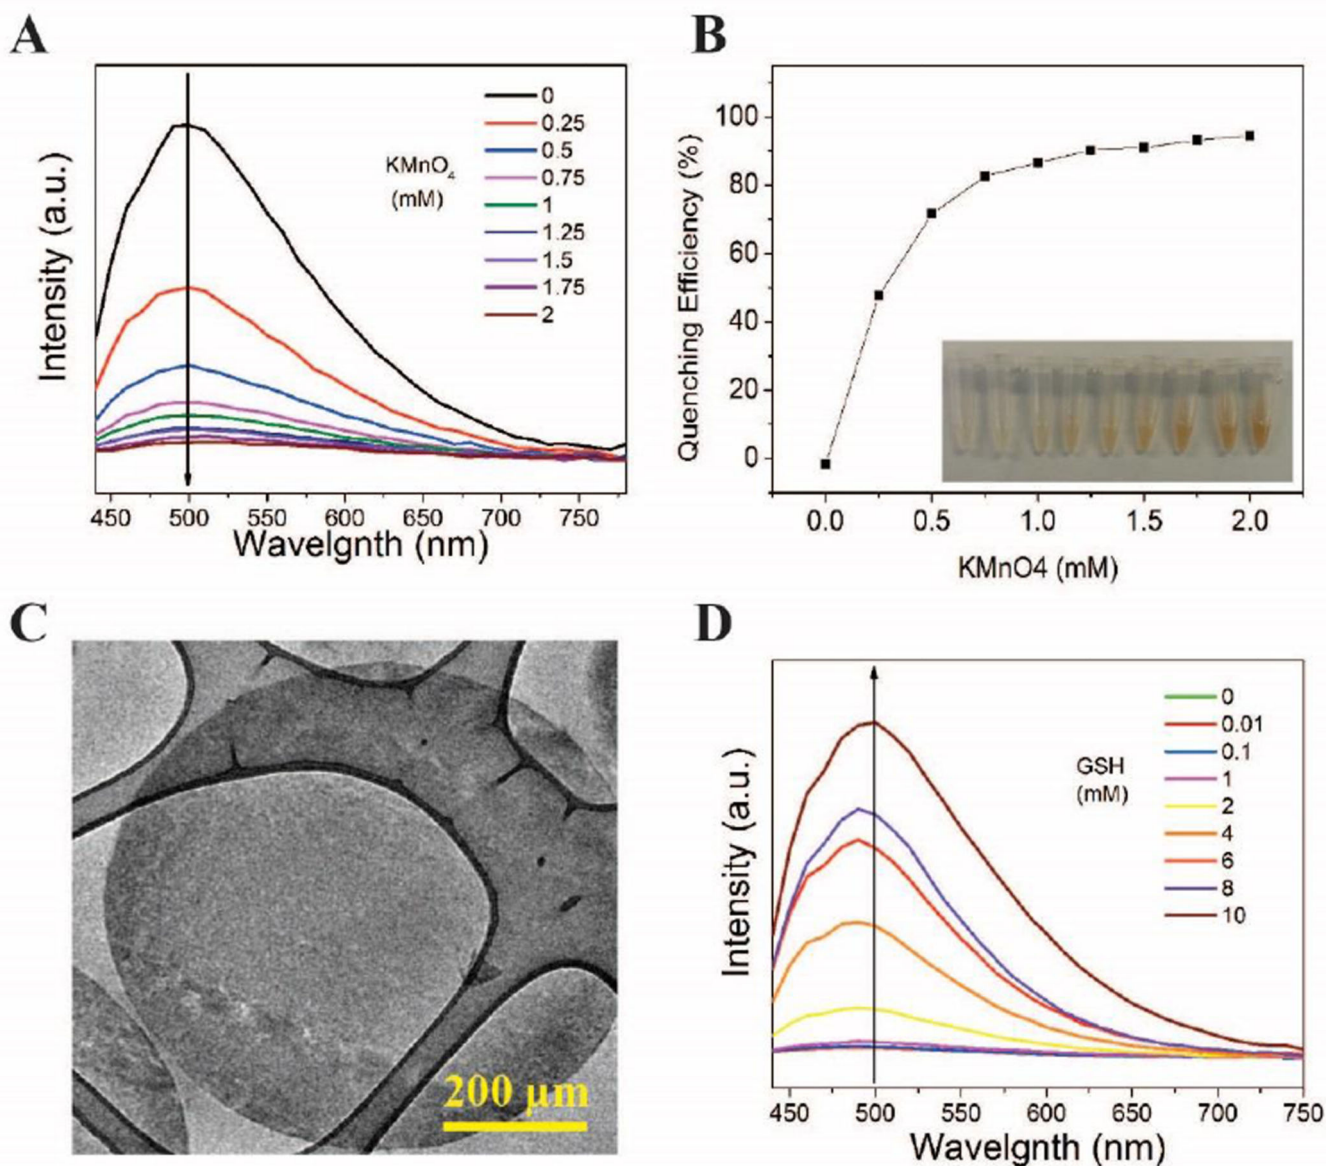 A
Intensity (a.u.)
KMnO4
(mM)
0
0.25
0.5
0.75
1
1.25
1.5
1.75
2
450 500 550 600 650 700 750
Wavelgnth (nm)
B
Quenching Efficiency (%)
100
80
60
40
20
0
0.0 0.5 1.0 1.5 2.0
KMnO4 (mM)
C
200 μm
D
Intensity (a.u.)
GSH
(mM)
0
0.01
0.1
1
2
4
6
8
10
450 500 550 600 650 700 750
Wavelgnth (nm)